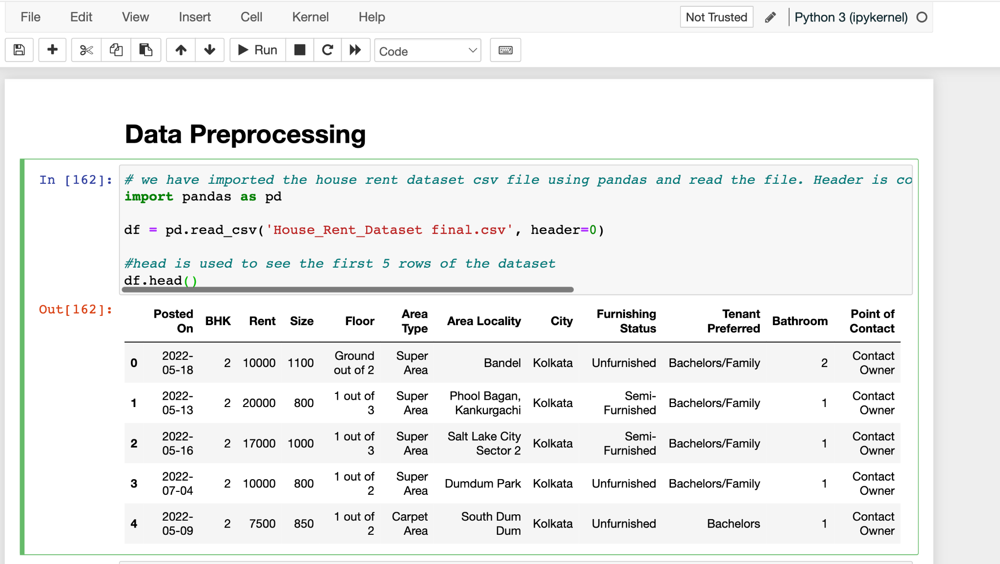 File Edit View Insert Cell Kernel Help Not Trusted Python 3 (ipykernel)
Run Code
Data Preprocessing
In [162]: # we have imported the house rent dataset csv file using pandas and read the file. Header is co
import pandas as pd
df = pd.read_csv('House_Rent_Dataset final.csv', header=0)
#head is used to see the first 5 rows of the dataset
df.head()
Out[162]:
Posted On BHK Rent Size Floor Area Type Area Locality City Furnishing Status Tenant Preferred Bathroom Point of Contact
0 2022-05-18 2 10000 1100 Ground out of 2 Super Area Bandel Kolkata Unfurnished Bachelors/Family 2 Contact Owner
1 2022-05-13 2 20000 800 1 out of 3 Super Area Phool Bagan, Kankurgachi Kolkata Semi-Furnished Bachelors/Family 1 Contact Owner
2 2022-05-16 2 17000 1000 1 out of 3 Super Area Salt Lake City Sector 2 Kolkata Semi-Furnished Bachelors/Family 1 Contact Owner
3 2022-07-04 2 10000 800 1 out of 2 Super Area Dumdum Park Kolkata Unfurnished Bachelors/Family 1 Contact Owner
4 2022-05-09 2 7500 850 1 out of 2 Carpet Area South Dum Dum Kolkata Unfurnished Bachelors 1 Contact Owner